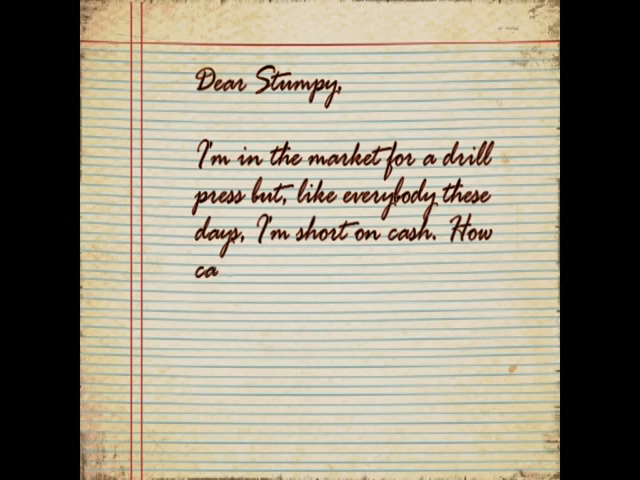 Dear Stumpy,
I'm in the market for a drill
press but, like everybody these
days, I'm short on cash. How
ca